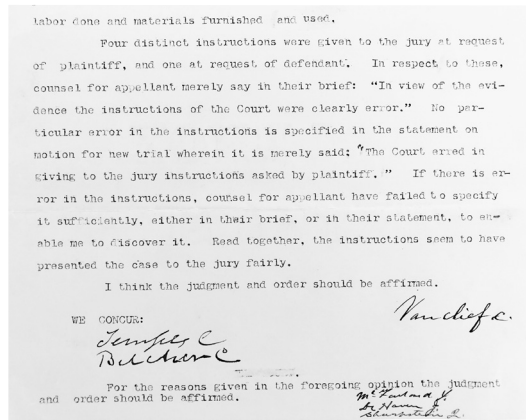 labor done and materials furnished and used.
Four distinct instructions were given to the jury at request
of plaintiff, and one at request of defendant. In respect to these,
counsel for appellant merely say in their brief: "In view of the evi-
dence the instructions of the Court were clearly error." No par-
ticular error in the instructions is specified in the statement on
motion for new trial wherein it is merely said: "The Court erred in
giving to the jury instructions asked by plaintiff." If there is er-
ror in the instructions, counsel for appellant have failed to specify
it sufficiently, either in their brief, or in their statement, to en-
able me to discover it. Read together, the instructions seem to have
presented the case to the jury fairly.
I think the judgment and order should be affirmed.
Vanclief C.
WE CONCUR:
Temple C
Belcher C
For the reasons given in the foregoing opinion the judgment
and order should be affirmed.
McFarland J.
De Haven J.
Sharpstein J.